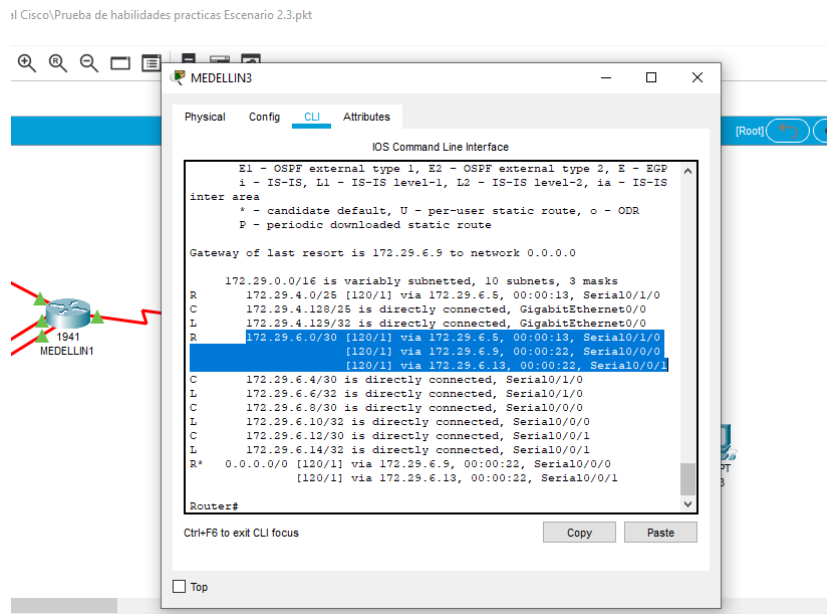 al Cisco\Prueba de habilidades practicas Escenario 2.3.pkt
MEDELLIN3
Physical Config CLI Attributes
[Root]
IOS Command Line Interface
E1 - OSPF external type 1, E2 - OSPF external type 2, E - EGP
i - IS-IS, L1 - IS-IS level-1, L2 - IS-IS level-2, ia - IS-IS
inter area
* - candidate default, U - per-user static route, o - ODR
P - periodic downloaded static route
Gateway of last resort is 172.29.6.9 to network 0.0.0.0
172.29.0.0/16 is variably subnetted, 10 subnets, 3 masks
R 172.29.4.0/25 [120/1] via 172.29.6.5, 00:00:13, Serial0/1/0
C 172.29.4.128/25 is directly connected, GigabitEthernet0/0
L 172.29.4.129/32 is directly connected, GigabitEthernet0/0
R 172.29.6.0/30 [120/1] via 172.29.6.5, 00:00:13, Serial0/1/0
[120/1] via 172.29.6.9, 00:00:22, Serial0/0/0
[120/1] via 172.29.6.13, 00:00:22, Serial0/0/1
C 172.29.6.4/30 is directly connected, Serial0/1/0
L 172.29.6.6/32 is directly connected, Serial0/1/0
C 172.29.6.8/30 is directly connected, Serial0/0/0
L 172.29.6.10/32 is directly connected, Serial0/0/0
C 172.29.6.12/30 is directly connected, Serial0/0/1
L 172.29.6.14/32 is directly connected, Serial0/0/1
R* 0.0.0.0/0 [120/1] via 172.29.6.9, 00:00:22, Serial0/0/0
[120/1] via 172.29.6.13, 00:00:22, Serial0/0/1
Router#
1941
MEDELLIN1
PT
3
Ctrl+F6 to exit CLI focus
Copy Paste
Top